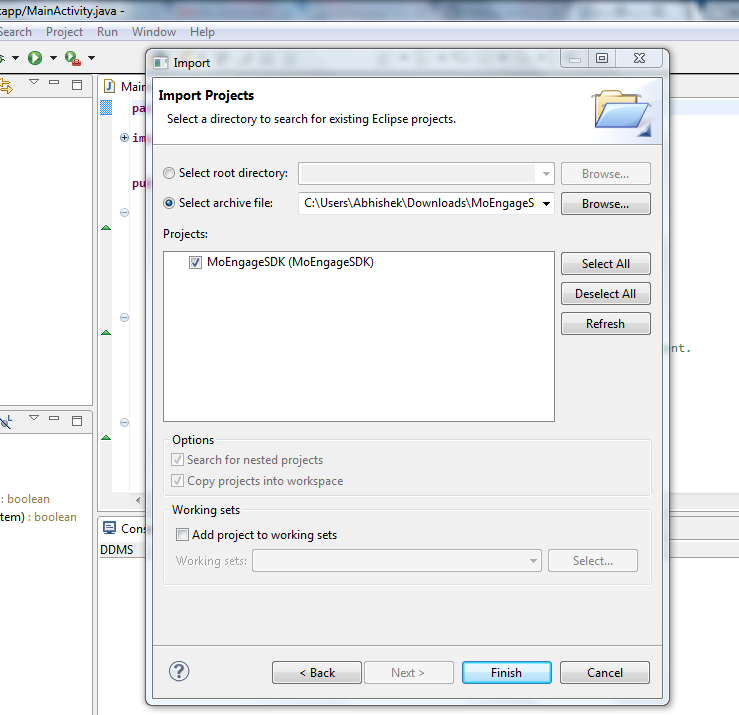 tapp/MainActivity.java -
Search Project Run Window Help
Import
Main
Import Projects
pa
Select a directory to search for existing Eclipse projects.
im
Select root directory: Browse...
pu
Select archive file: C:\Users\Abhishek\Downloads\MoEngageS Browse...
Projects:
MoEngageSDK (MoEngageSDK) Select All
Deselect All
Refresh
nt.
Options
Search for nested projects
Copy projects into workspace
: boolean
Working sets
tem) : boolean
Cons
Add project to working sets
DDMS
Working sets: Select...
< Back Next > Finish Cancel